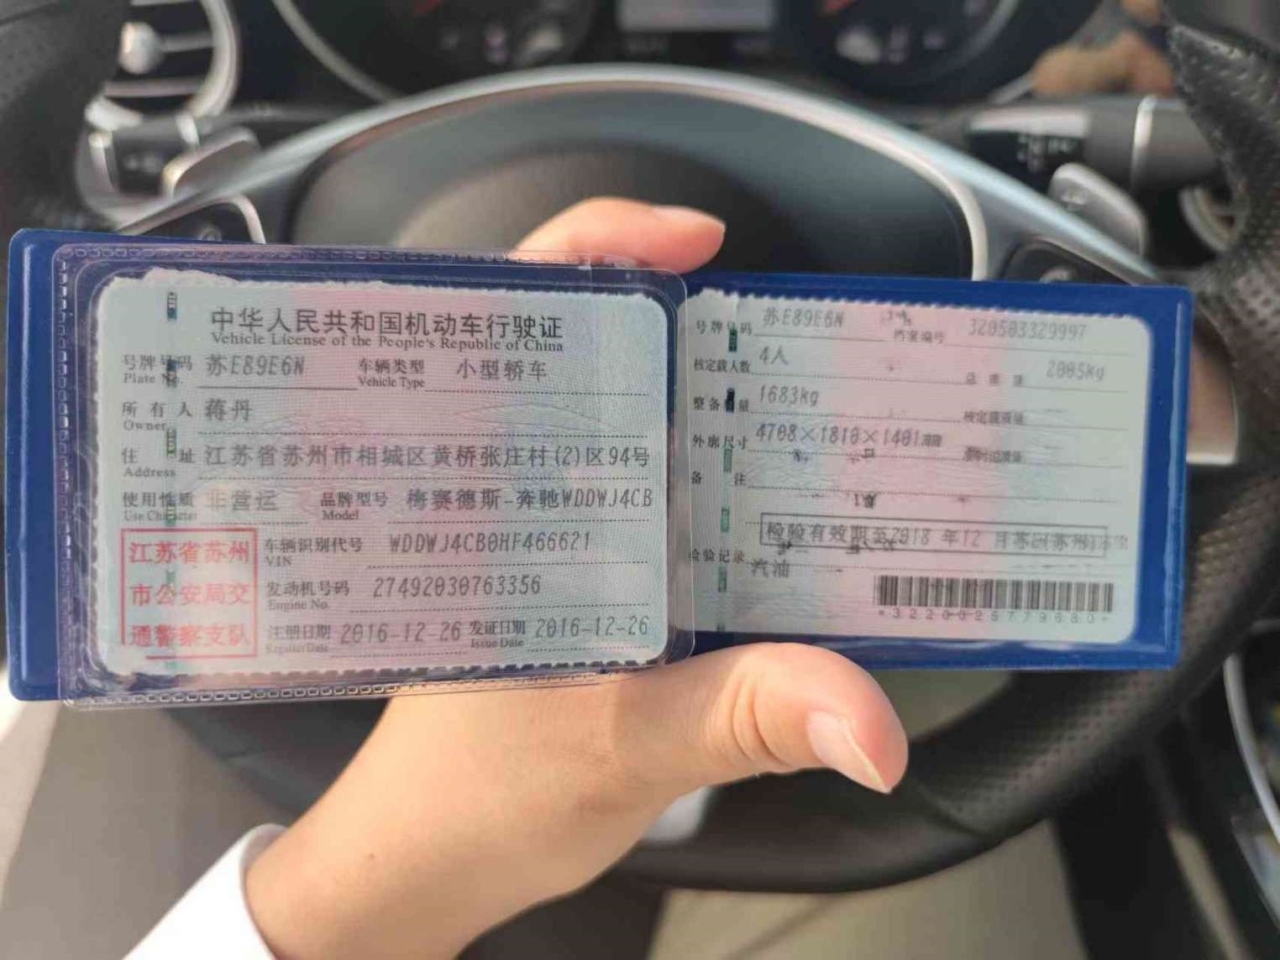 中华人民共和国机动车行驶证
Vehicle License of the People's Republic of China
号牌号码 苏E89E6N 车辆类型 小型轿车
Plate No. Vehicle Type
所有人 蒋丹
Owner
住址 江苏省苏州市相城区黄桥张庄村(2)区94号
Address
使用性质 非营运 品牌型号 梅赛德斯-奔驰WDDWJ4CB
Use Character Model
江苏省苏州 车辆识别代号 WDDWJ4CB0HF466621
VIN
市公安局交 发动机号码 27492030763356
Engine No.
通警察支队 注册日期 2016-12-26 发证日期 2016-12-26
Register Date Issue Date
号牌号码 苏E89E6N 档案编号 320503329997
核定载人数 4人 总质量 2005kg
整备质量 1683kg 核定载质量
外廓尺寸 4708×1810×1401
备注
检验有效期至2018 年12 月苏E(苏州)
检验记录 汽油
*3220025779680*